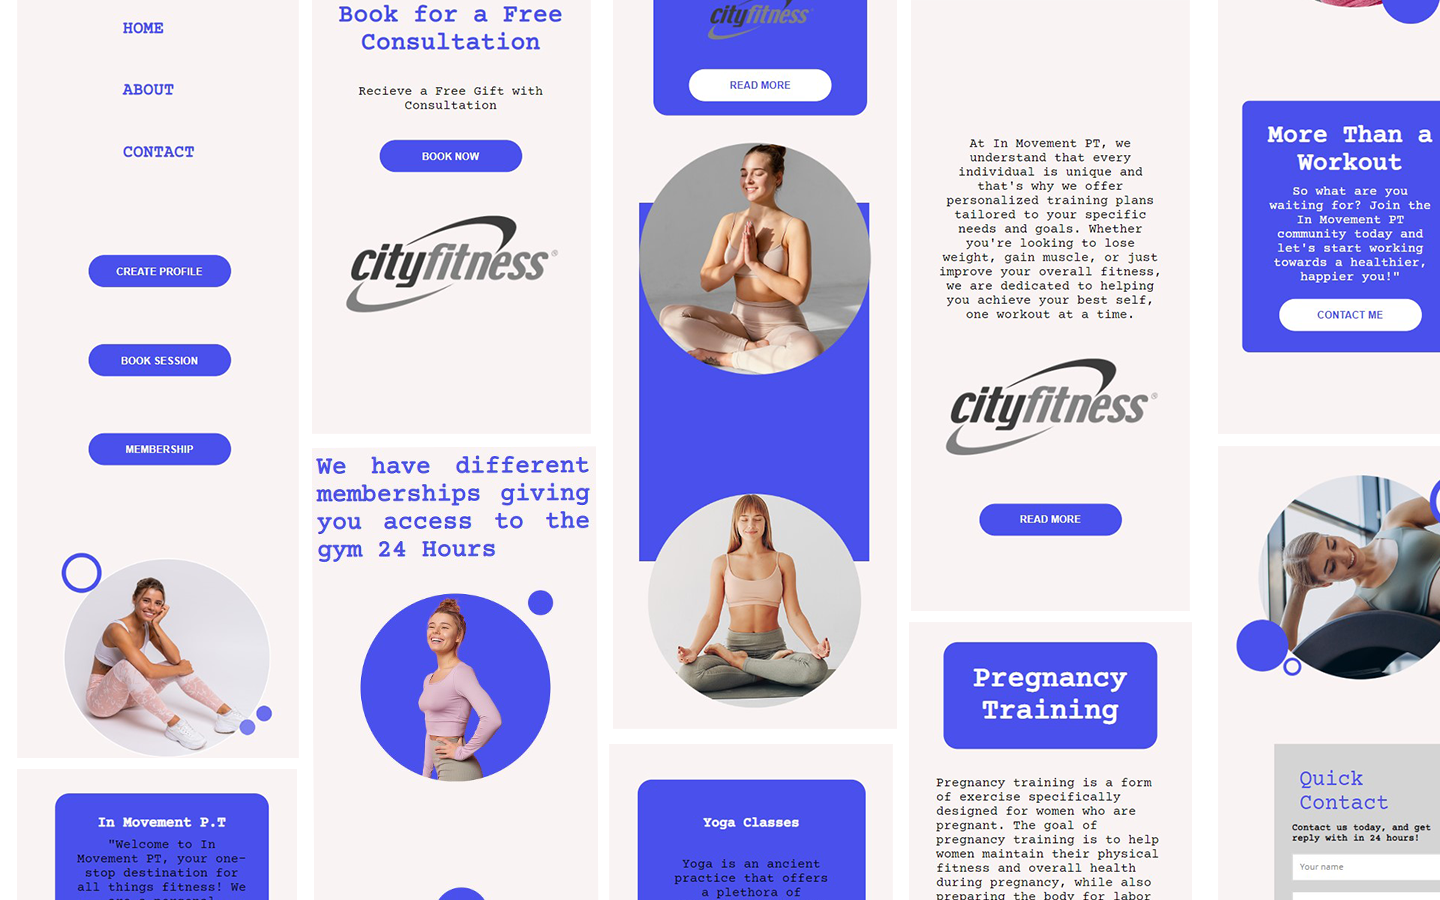 HOME
ABOUT
CONTACT
CREATE PROFILE
BOOK SESSION
MEMBERSHIP
In Movement P.T
"Welcome to In
Movement PT, your one-
stop destination for
all things fitness! We
are a personal
Book for a Free
Consultation
Recieve a Free Gift with
Consultation
BOOK NOW
cityfitness®
We have different
memberships giving
you access to the
gym 24 Hours
cityfitness
READ MORE
Yoga Classes
Yoga is an ancient
practice that offers
a plethora of
At In Movement PT, we
understand that every
individual is unique and
that's why we offer
personalized training plans
tailored to your specific
needs and goals. Whether
you're looking to lose
weight, gain muscle, or just
improve your overall fitness,
we are dedicated to helping
you achieve your best self,
one workout at a time.
cityfitness®
READ MORE
Pregnancy
Training
Pregnancy training is a form
of exercise specifically
designed for women who are
pregnant. The goal of
pregnancy training is to help
women maintain their physical
fitness and overall health
during pregnancy, while also
preparing the body for labor
More Than a
Workout
So what are you
waiting for? Join the
In Movement PT
community today and
let's start working
towards a healthier,
happier you!"
CONTACT ME
Quick
Contact
Contact us today, and get
reply with in 24 hours!
Your name